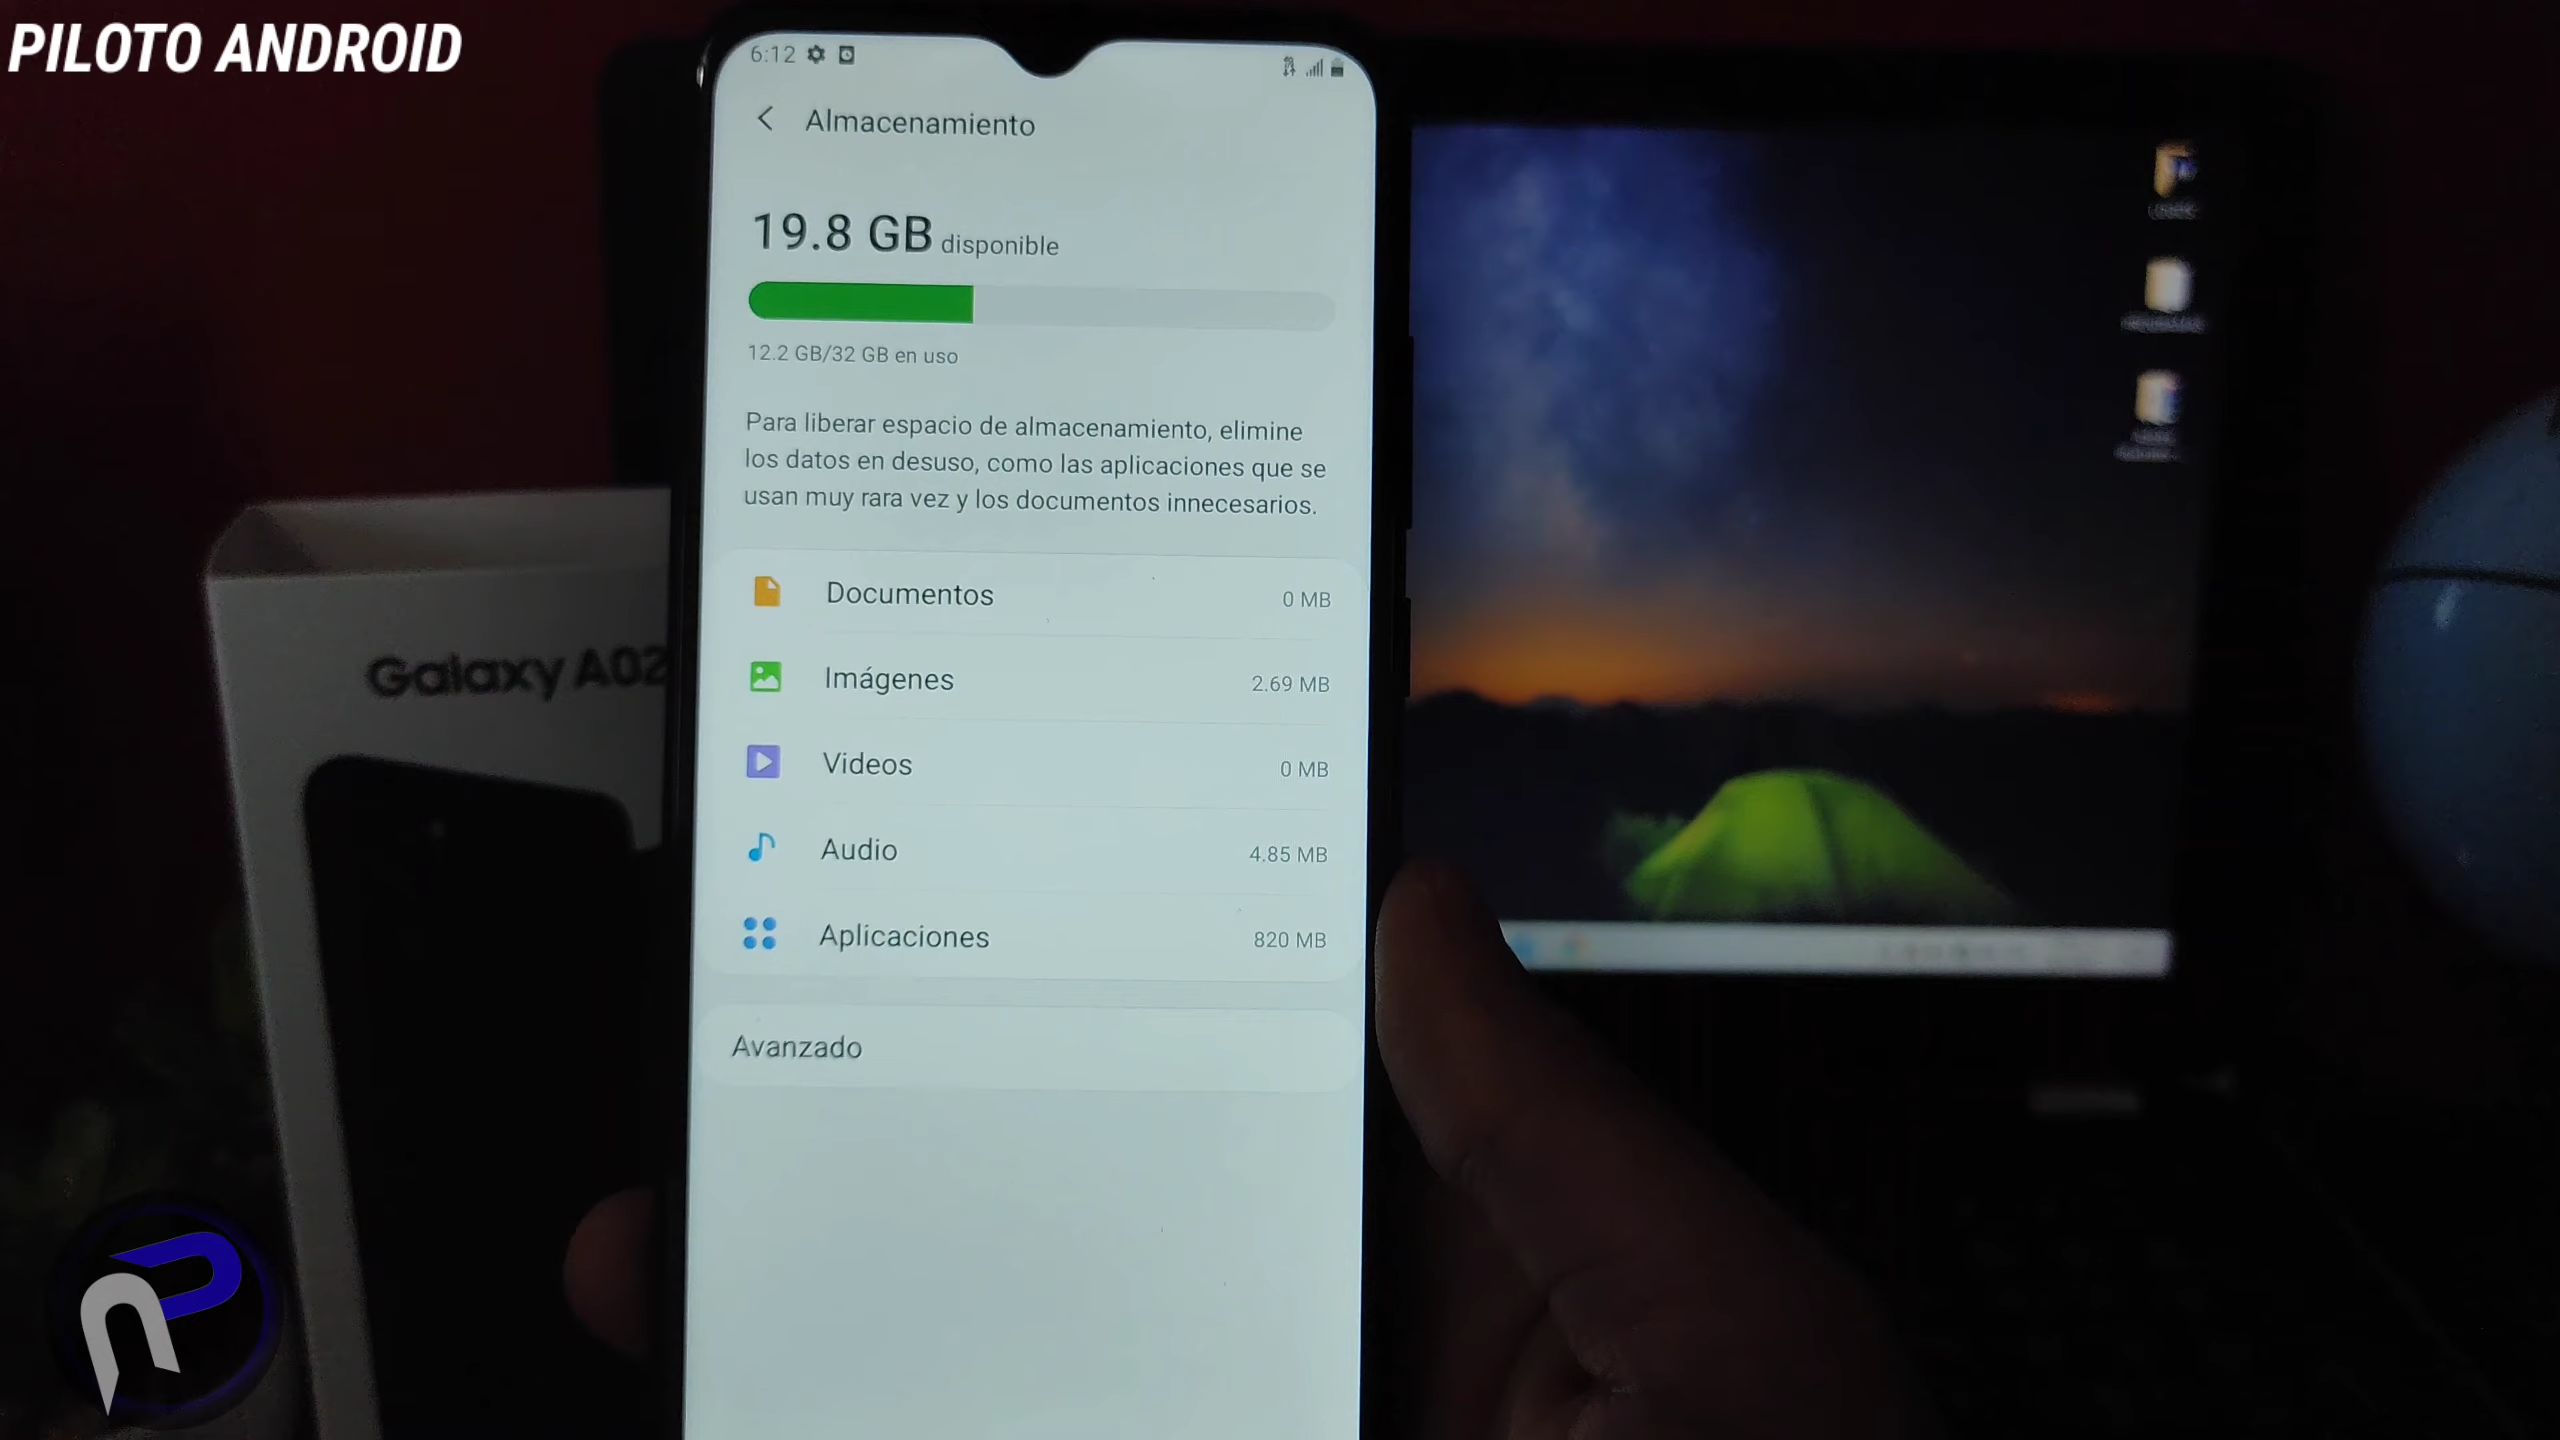 PILOTO ANDROID
6:12
Almacenamiento
19.8 GB disponible
12.2 GB/32 GB en uso
Para liberar espacio de almacenamiento, elimine
los datos en desuso, como las aplicaciones que se
usan muy rara vez y los documentos innecesarios.
Documentos 0 MB
Imágenes 2.69 MB
Videos 0 MB
Audio 4.85 MB
Aplicaciones 820 MB
Avanzado
Galaxy A02